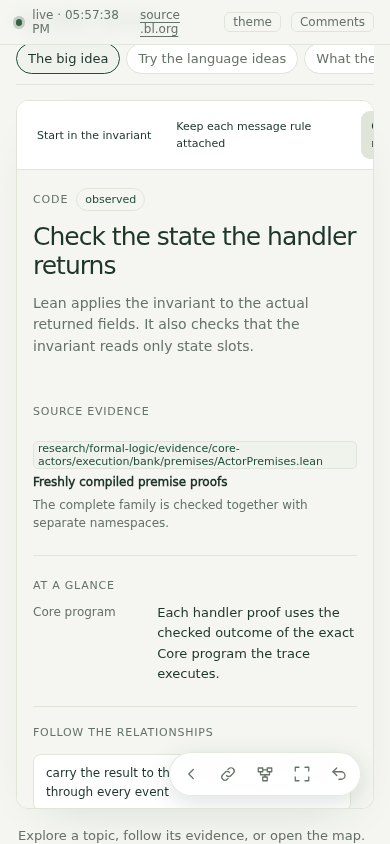 live · 05:57:38 PM
source.bl.org
theme
Comments
The big idea
Try the language ideas
What the
Start in the invariant
Keep each message rule attached
CODE
observed
Check the state the handler
returns
Lean applies the invariant to the actual
returned fields. It also checks that the
invariant reads only state slots.
SOURCE EVIDENCE
research/formal-logic/evidence/core-
actors/execution/bank/premises/ActorPremises.lean
Freshly compiled premise proofs
The complete family is checked together with
separate namespaces.
AT A GLANCE
Core program
Each handler proof uses the
checked outcome of the exact
Core program the trace
executes.
FOLLOW THE RELATIONSHIPS
carry the result to th
through every event
Explore a topic, follow its evidence, or open the map.